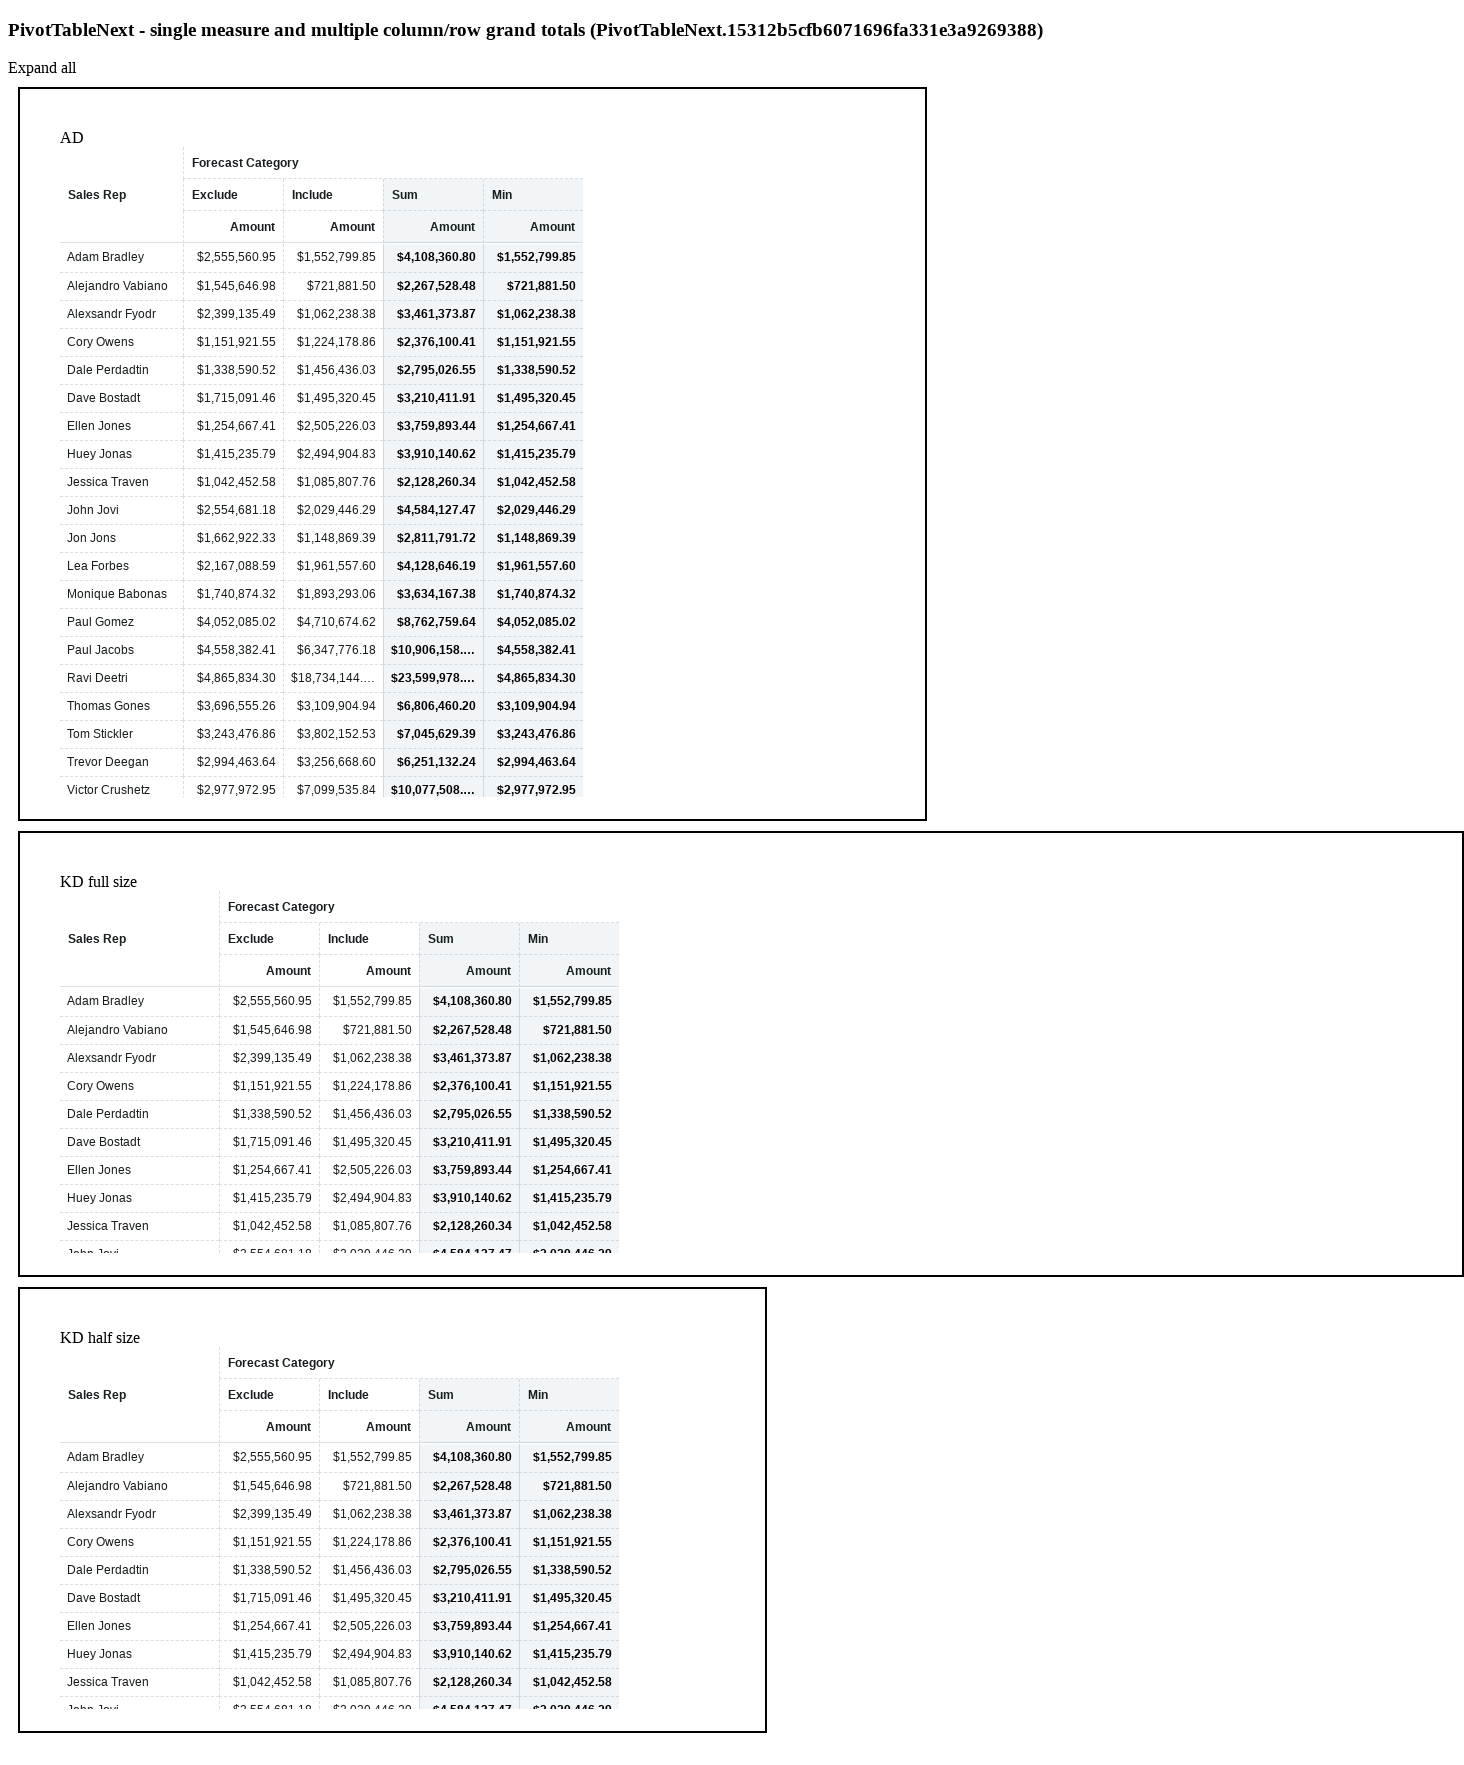 PivotTableNext - single measure and multiple column/row grand totals (PivotTableNext.15312b5cfb6071696fa331e3a9269388)
Expand all
AD
Forecast Category
Sales Rep Exclude Include Sum Min
Amount Amount Amount Amount
Adam Bradley $2,555,560.95 $1,552,799.85 $4,108,360.80 $1,552,799.85
Alejandro Vabiano $1,545,646.98 $721,881.50 $2,267,528.48 $721,881.50
Alexsandr Fyodr $2,399,135.49 $1,062,238.38 $3,461,373.87 $1,062,238.38
Cory Owens $1,151,921.55 $1,224,178.86 $2,376,100.41 $1,151,921.55
Dale Perdadtin $1,338,590.52 $1,456,436.03 $2,795,026.55 $1,338,590.52
Dave Bostadt $1,715,091.46 $1,495,320.45 $3,210,411.91 $1,495,320.45
Ellen Jones $1,254,667.41 $2,505,226.03 $3,759,893.44 $1,254,667.41
Huey Jonas $1,415,235.79 $2,494,904.83 $3,910,140.62 $1,415,235.79
Jessica Traven $1,042,452.58 $1,085,807.76 $2,128,260.34 $1,042,452.58
John Jovi $2,554,681.18 $2,029,446.29 $4,584,127.47 $2,029,446.29
Jon Jons $1,662,922.33 $1,148,869.39 $2,811,791.72 $1,148,869.39
Lea Forbes $2,167,088.59 $1,961,557.60 $4,128,646.19 $1,961,557.60
Monique Babonas $1,740,874.32 $1,893,293.06 $3,634,167.38 $1,740,874.32
Paul Gomez $4,052,085.02 $4,710,674.62 $8,762,759.64 $4,052,085.02
Paul Jacobs $4,558,382.41 $6,347,776.18 $10,906,158.… $4,558,382.41
Ravi Deetri $4,865,834.30 $18,734,144.… $23,599,978.… $4,865,834.30
Thomas Gones $3,696,555.26 $3,109,904.94 $6,806,460.20 $3,109,904.94
Tom Stickler $3,243,476.86 $3,802,152.53 $7,045,629.39 $3,243,476.86
Trevor Deegan $2,994,463.64 $3,256,668.60 $6,251,132.24 $2,994,463.64
Victor Crushetz $2,977,972.95 $7,099,535.84 $10,077,508.… $2,977,972.95
KD full size
Forecast Category
Sales Rep Exclude Include Sum Min
Amount Amount Amount Amount
Adam Bradley $2,555,560.95 $1,552,799.85 $4,108,360.80 $1,552,799.85
Alejandro Vabiano $1,545,646.98 $721,881.50 $2,267,528.48 $721,881.50
Alexsandr Fyodr $2,399,135.49 $1,062,238.38 $3,461,373.87 $1,062,238.38
Cory Owens $1,151,921.55 $1,224,178.86 $2,376,100.41 $1,151,921.55
Dale Perdadtin $1,338,590.52 $1,456,436.03 $2,795,026.55 $1,338,590.52
Dave Bostadt $1,715,091.46 $1,495,320.45 $3,210,411.91 $1,495,320.45
Ellen Jones $1,254,667.41 $2,505,226.03 $3,759,893.44 $1,254,667.41
Huey Jonas $1,415,235.79 $2,494,904.83 $3,910,140.62 $1,415,235.79
Jessica Traven $1,042,452.58 $1,085,807.76 $2,128,260.34 $1,042,452.58
KD half size
Forecast Category
Sales Rep Exclude Include Sum Min
Amount Amount Amount Amount
Adam Bradley $2,555,560.95 $1,552,799.85 $4,108,360.80 $1,552,799.85
Alejandro Vabiano $1,545,646.98 $721,881.50 $2,267,528.48 $721,881.50
Alexsandr Fyodr $2,399,135.49 $1,062,238.38 $3,461,373.87 $1,062,238.38
Cory Owens $1,151,921.55 $1,224,178.86 $2,376,100.41 $1,151,921.55
Dale Perdadtin $1,338,590.52 $1,456,436.03 $2,795,026.55 $1,338,590.52
Dave Bostadt $1,715,091.46 $1,495,320.45 $3,210,411.91 $1,495,320.45
Ellen Jones $1,254,667.41 $2,505,226.03 $3,759,893.44 $1,254,667.41
Huey Jonas $1,415,235.79 $2,494,904.83 $3,910,140.62 $1,415,235.79
Jessica Traven $1,042,452.58 $1,085,807.76 $2,128,260.34 $1,042,452.58